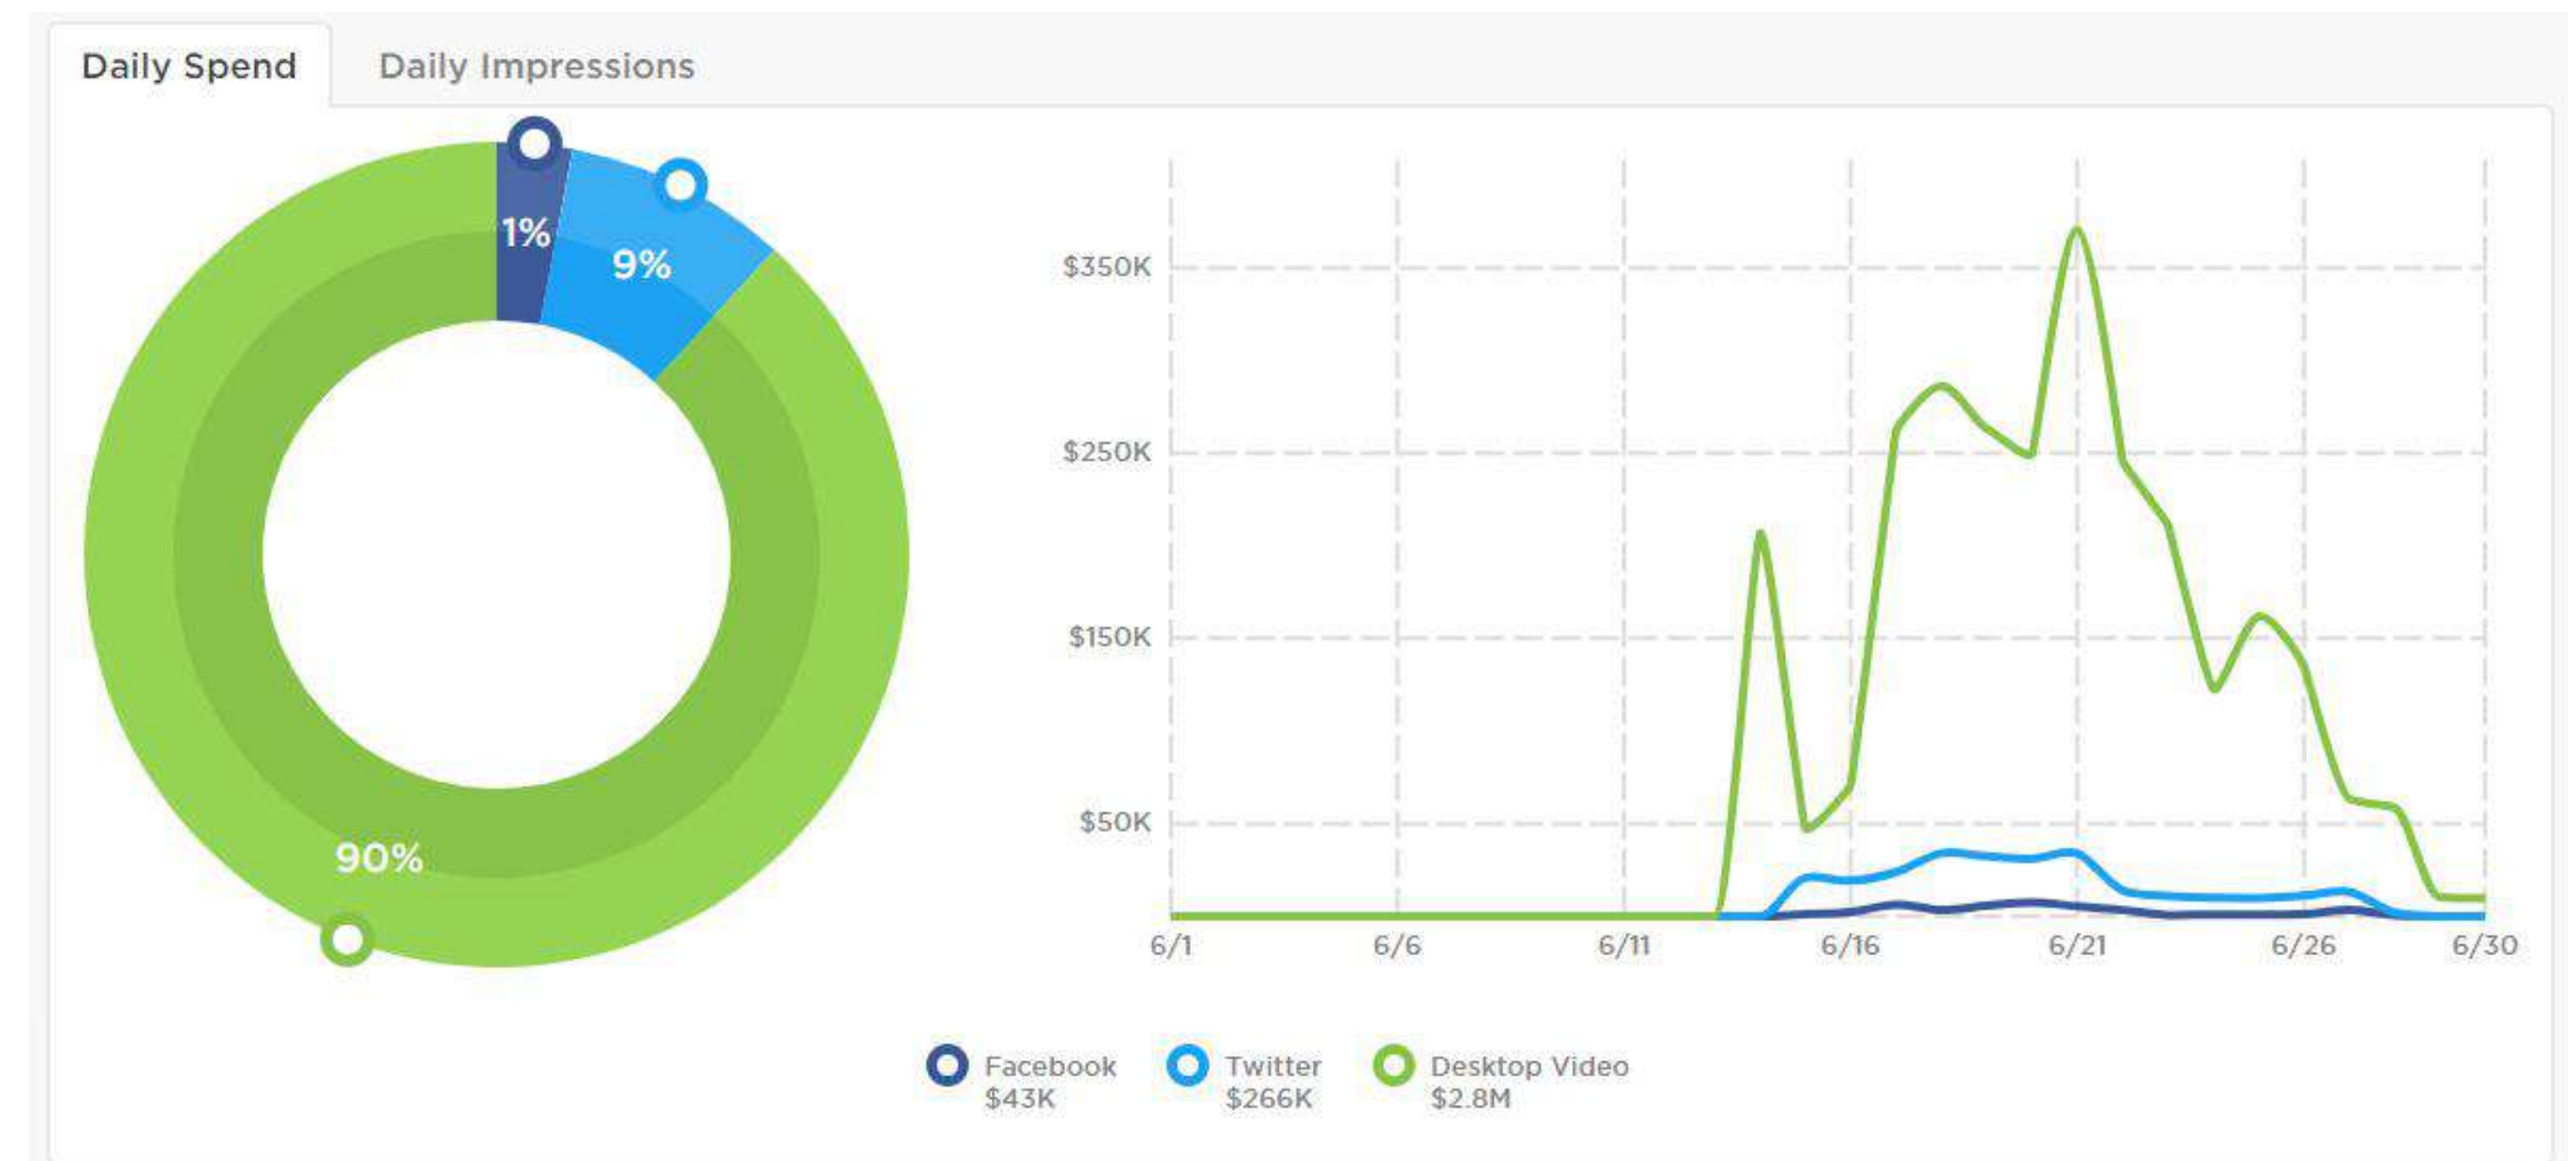 Daily Spend
Daily Impressions
1%
9%
90%
$350K
$250K
$150K
$50K
6/1 6/6 6/11 6/16 6/21 6/26 6/30
Facebook
$43K
Twitter
$266K
Desktop Video
$2.8M